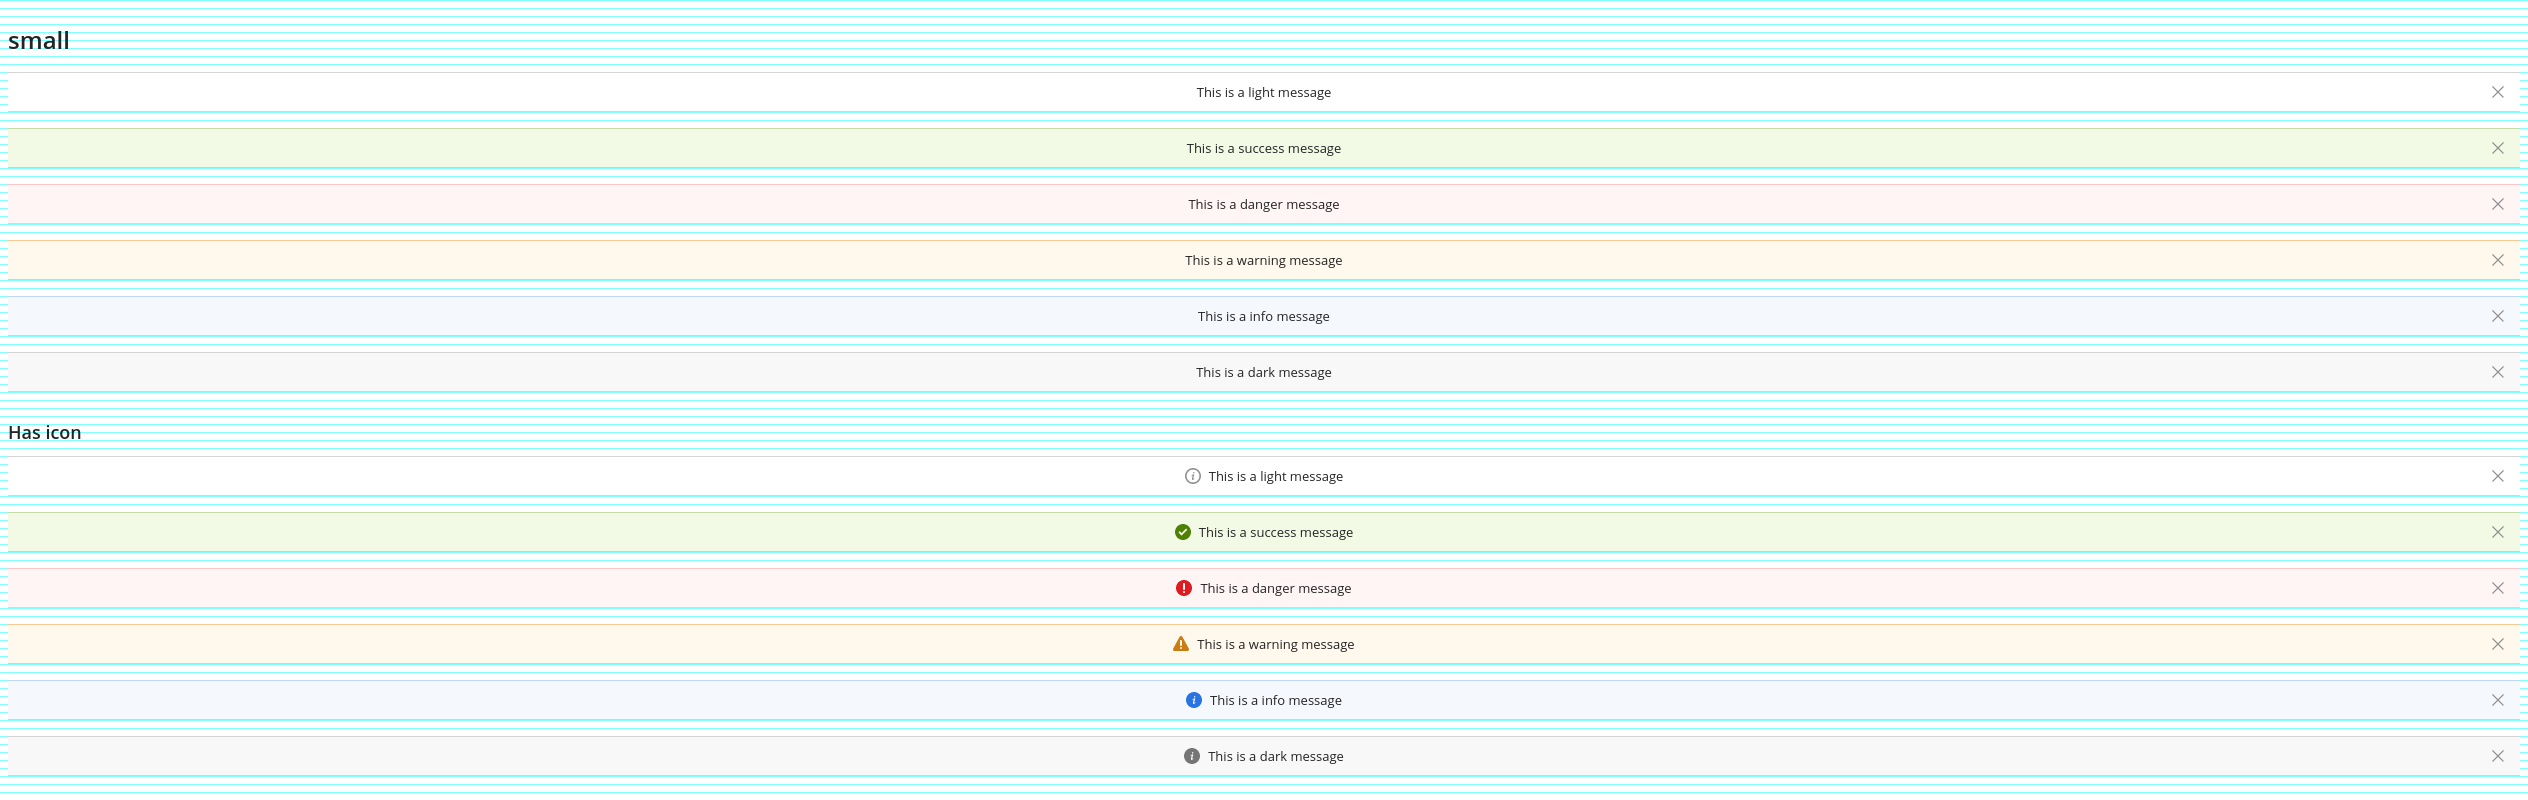 small
This is a light message
This is a success message
This is a danger message
This is a warning message
This is a info message
This is a dark message
Has icon
This is a light message
This is a success message
This is a danger message
This is a warning message
This is a info message
This is a dark message